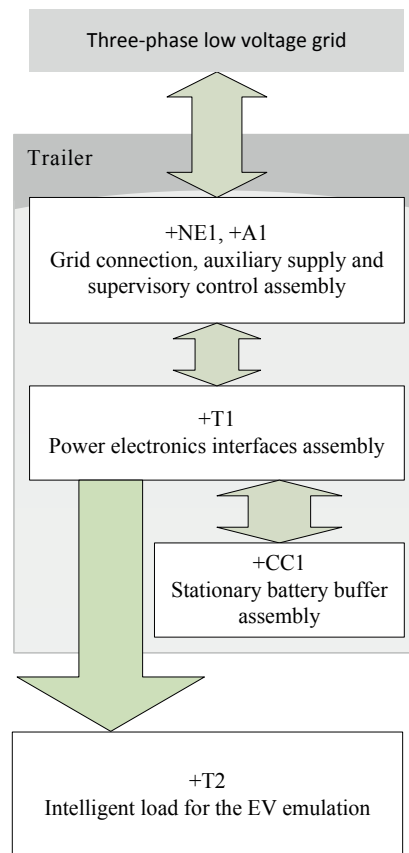 Three-phase low voltage grid
Trailer
+NE1, +A1
Grid connection, auxiliary supply and
supervisory control assembly
+T1
Power electronics interfaces assembly
+CC1
Stationary battery buffer
assembly
+T2
Intelligent load for the EV emulation